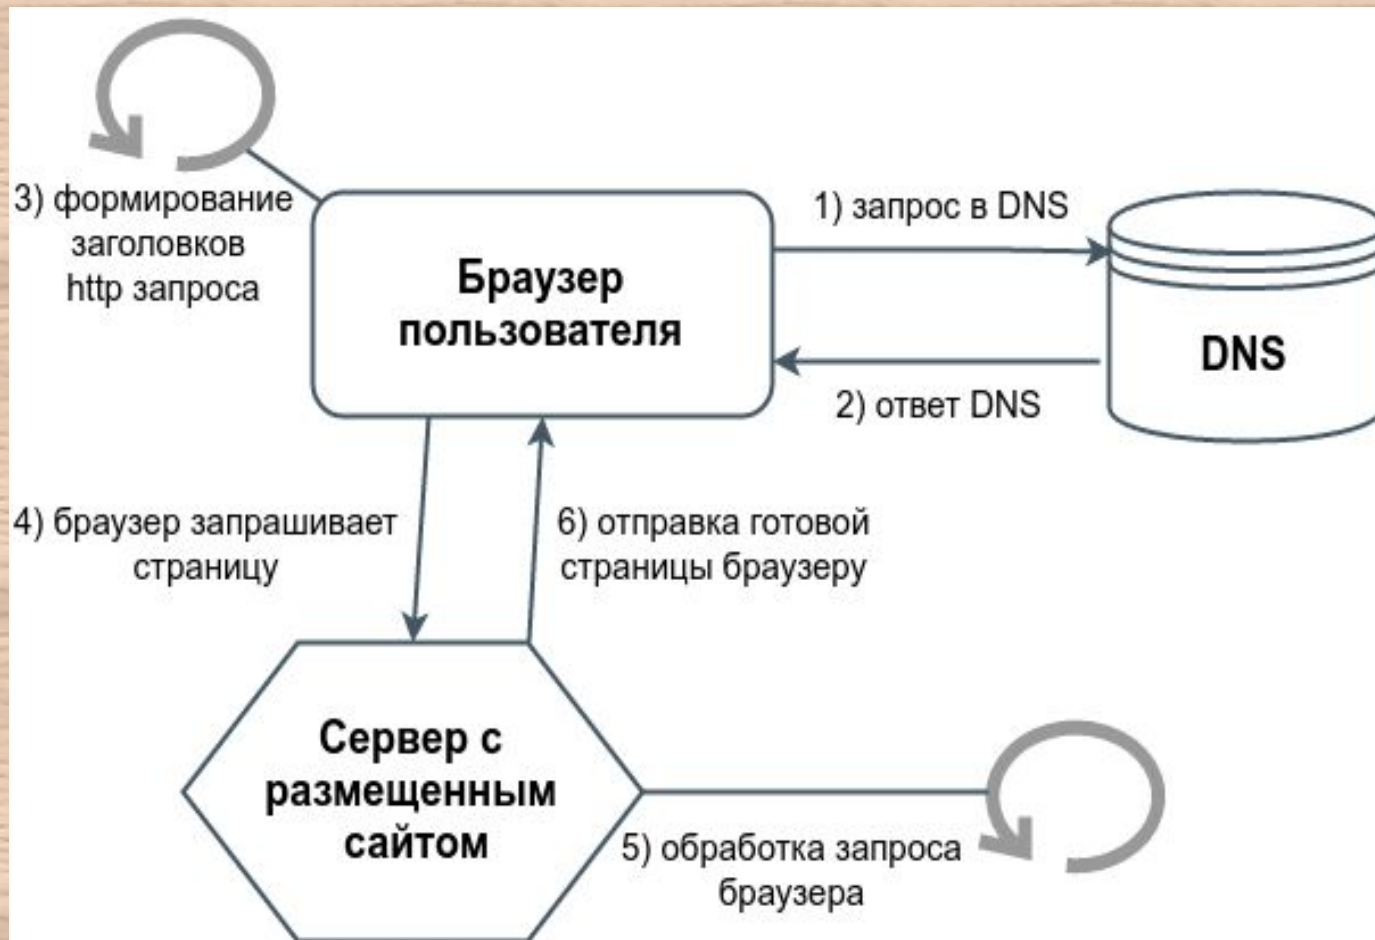 3) формирование
заголовков
http запроса
Браузер
пользователя
1) запрос в DNS
DNS
2) ответ DNS
4) браузер запрашивает
страницу
6) отправка готовой
страницы браузеру
Сервер с
размещенным
сайтом
5) обработка запроса
браузера